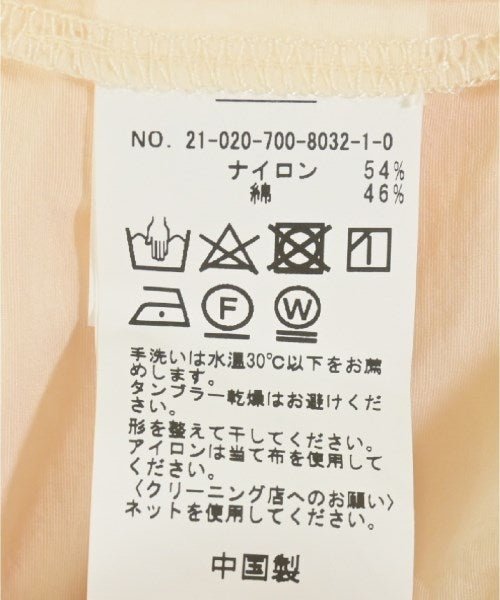 NO. 21-020-700-8032-1-0
ナイロン 54%
綿 46%
F
W
手洗いは水温30℃以下をお薦
めします。
タンブラー乾燥はお避けくだ
さい。
形を整えて干してください。
アイロンは当て布を使用して
ください。
〈クリーニング店へのお願い〉
ネットを使用してください。
中国製